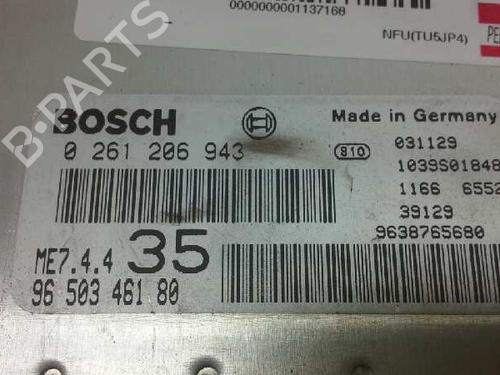 0000000001137168
NFU(TU5JP4)
B-PARTS
BOSCH
Made in Germany
0 261 206 943
810
031129
1039S01848
1166 6552
39129
9638765680
ME7.4.4 35
96 503 461 80